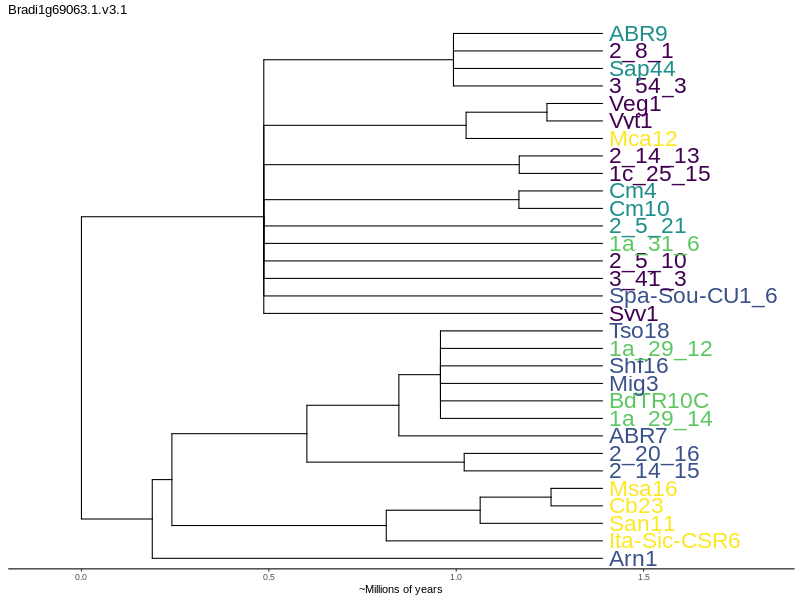 Bradi1g69063.1.v3.1
ABR9
2_8_1
Sap44
3_54_3
Veg1
Vvt1
Mca12
2_14_13
1c_25_15
Cm4
Cm10
2_5_21
1a_31_6
2_5_10
3_41_3
Spa-Sou-CU1_6
Svv1
Tso18
1a_29_12
Sht16
Mig3
BdTR10C
1a_29_14
ABR7
2_20_16
2_14_15
Msa16
Cb23
San11
Ita-Sic-CSR6
Arn1
0.0 0.5 1.0 1.5
~Millions of years